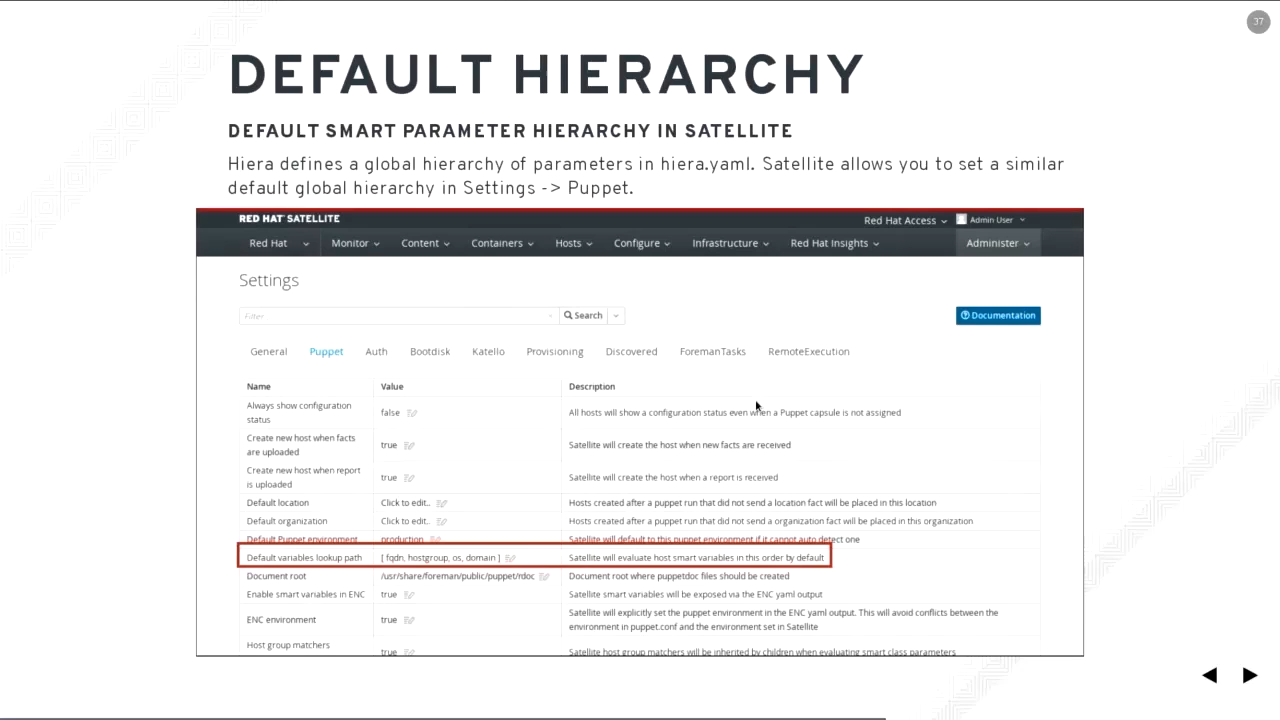 37
DEFAULT HIERARCHY
DEFAULT SMART PARAMETER HIERARCHY IN SATELLITE
Hiera defines a global hierarchy of parameters in hiera.yaml. Satellite allows you to set a similar
default global hierarchy in Settings -> Puppet.
RED HAT SATELLITE
Red Hat Access Admin User
Red Hat Monitor Content Containers Hosts Configure Infrastructure Red Hat Insights Administer
Settings
Filter Search Documentation
General Puppet Auth Bootdisk Katello Provisioning Discovered ForemanTasks RemoteExecution
Name Value Description
Always show configuration
status
false All hosts will show a configuration status even when a Puppet capsule is not assigned
Create new host when facts
are uploaded
true Satellite will create the host when new facts are received
Create new host when report
is uploaded
true Satellite will create the host when a report is received
Default location Click to edit.. Hosts created after a puppet run that did not send a location fact will be placed in this location
Default organization Click to edit.. Hosts created after a puppet run that did not send a organization fact will be placed in this organization
Default Puppet environment production Satellite will default to this puppet environment if it cannot auto detect one
Default variables lookup path [ fqdn, hostgroup, os, domain ] Satellite will evaluate host smart variables in this order by default
Document root /usr/share/foreman/public/puppet/rdoc Document root where puppetdoc files should be created
Enable smart variables in ENC true Satellite smart variables will be exposed via the ENC yaml output
ENC environment true Satellite will explicitly set the puppet environment in the ENC yaml output. This will avoid conflicts between the
environment in puppet.conf and the environment set in Satellite
Host group matchers
true Satellite host group matchers will be inherited by children when evaluating smart class parameters